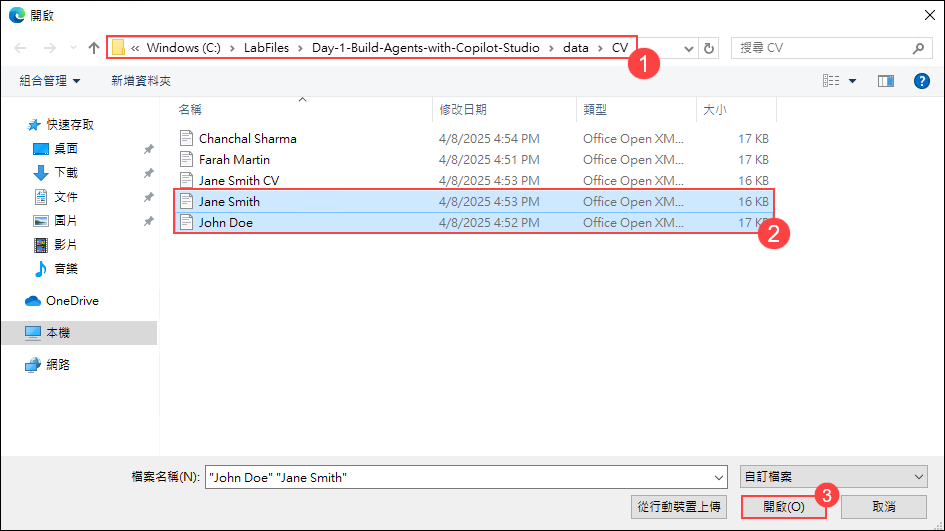 開啟
« Windows (C:) > LabFiles > Day-1-Build-Agents-with-Copilot-Studio > data > CV
搜尋 CV
1
組合管理
新增資料夾
名稱 修改日期 類型 大小
快速存取
桌面
下載
文件
圖片
影片
音樂
OneDrive
本機
網路
Chanchal Sharma 4/8/2025 4:54 PM Office Open XM... 17 KB
Farah Martin 4/8/2025 4:51 PM Office Open XM... 17 KB
Jane Smith CV 4/8/2025 4:53 PM Office Open XM... 16 KB
Jane Smith 4/8/2025 4:53 PM Office Open XM... 16 KB
John Doe 4/8/2025 4:52 PM Office Open XM... 17 KB
2
檔案名稱(N): "John Doe" "Jane Smith" 自訂檔案
從行動裝置上傳 開啟(O) 取消
3